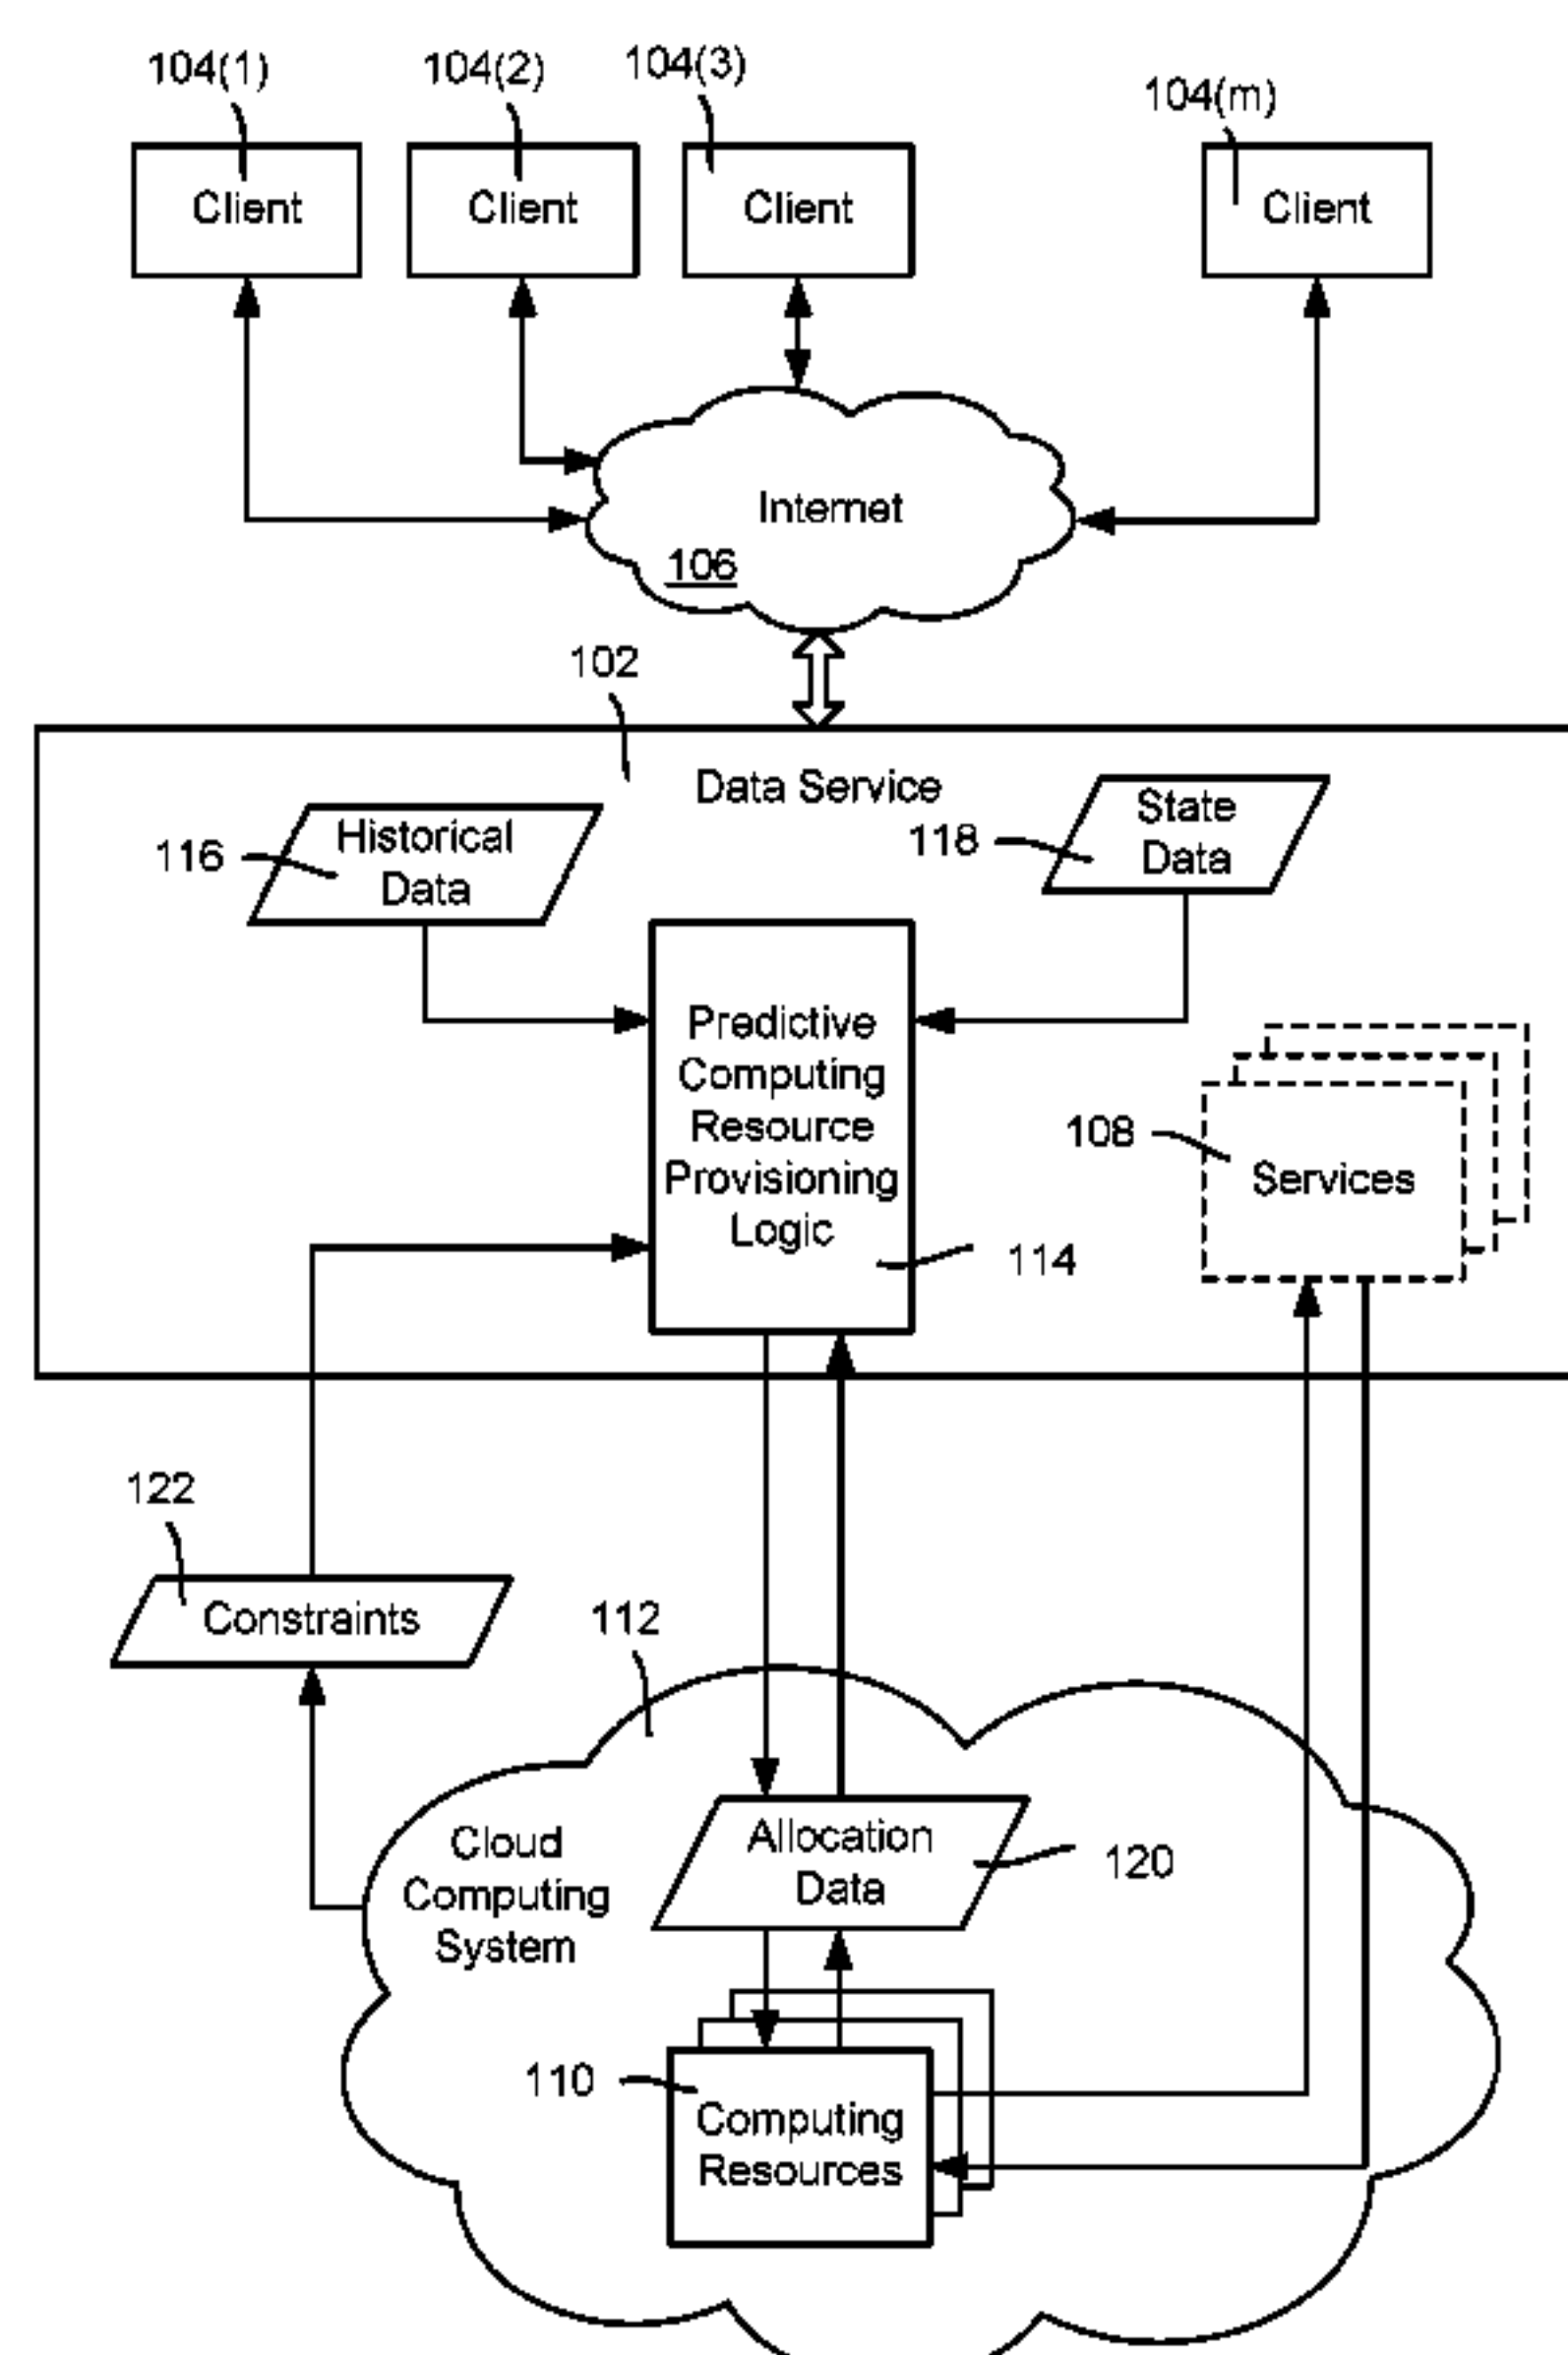 104(1)
104(2)
104(3)
104(m)
Client
Client
Client
Client
Internet
106
102
Data Service
116
Historical
Data
118
State
Data
Predictive
Computing
Resource
Provisioning
Logic
114
108
Services
122
Constraints
112
Cloud
Computing
System
Allocation
Data
120
110
Computing
Resources